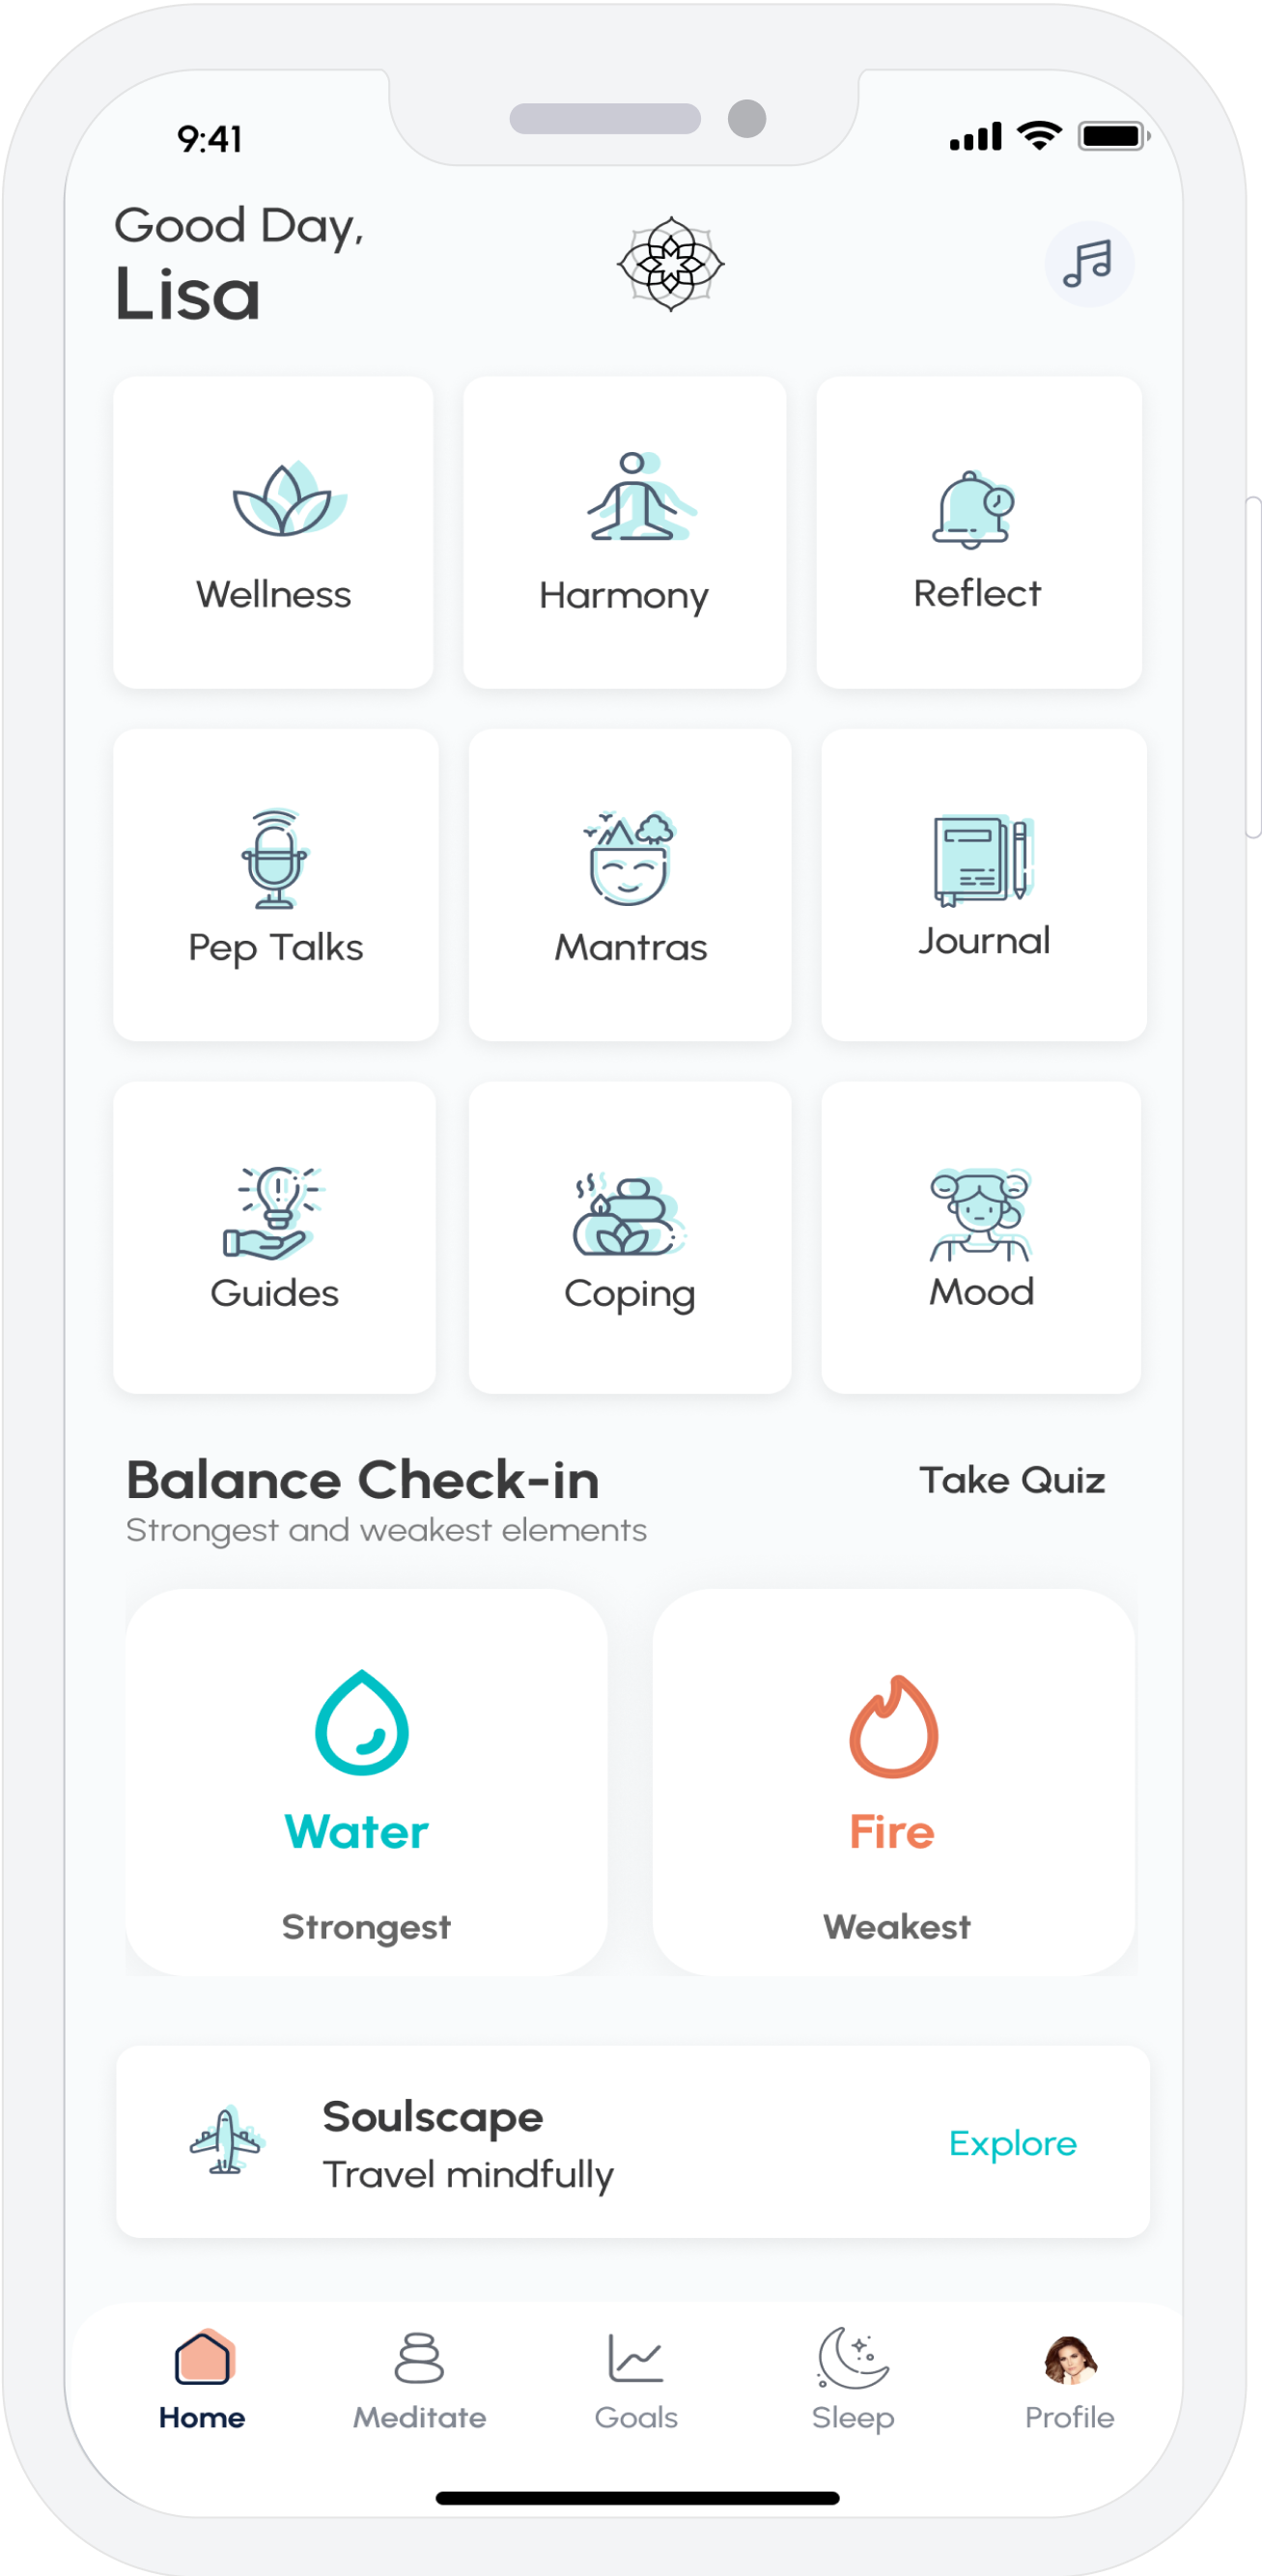 9:41
Good Day,
Lisa
Wellness
Harmony
Reflect
Pep Talks
Mantras
Journal
Guides
Coping
Mood
Balance Check-in
Take Quiz
Strongest and weakest elements
Water
Fire
Strongest
Weakest
Soulscape
Travel mindfully
Explore
Home
Meditate
Goals
Sleep
Profile